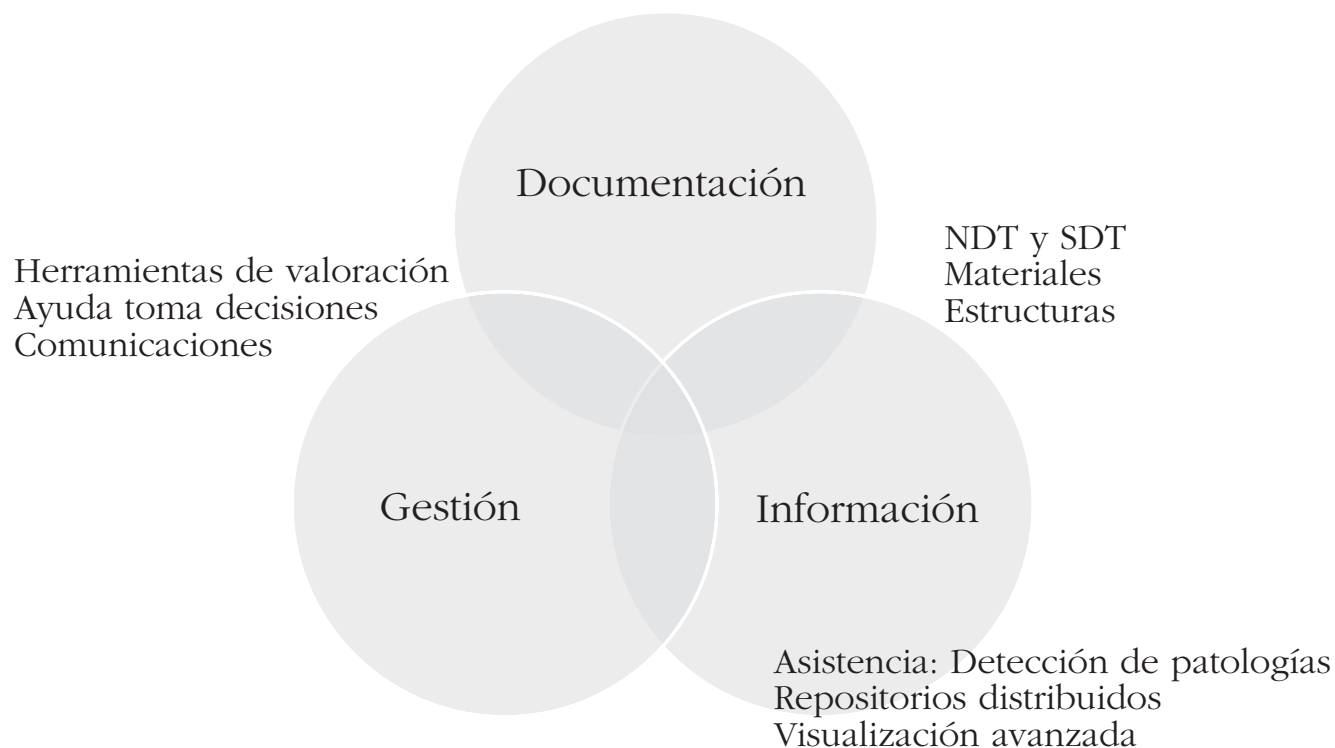 Documentación
NDT y SDT
Materiales
Estructuras
Herramientas de valoración
Ayuda toma decisiones
Comunicaciones
Gestión
Información
Asistencia: Detección de patologías
Repositorios distribuidos
Visualización avanzada